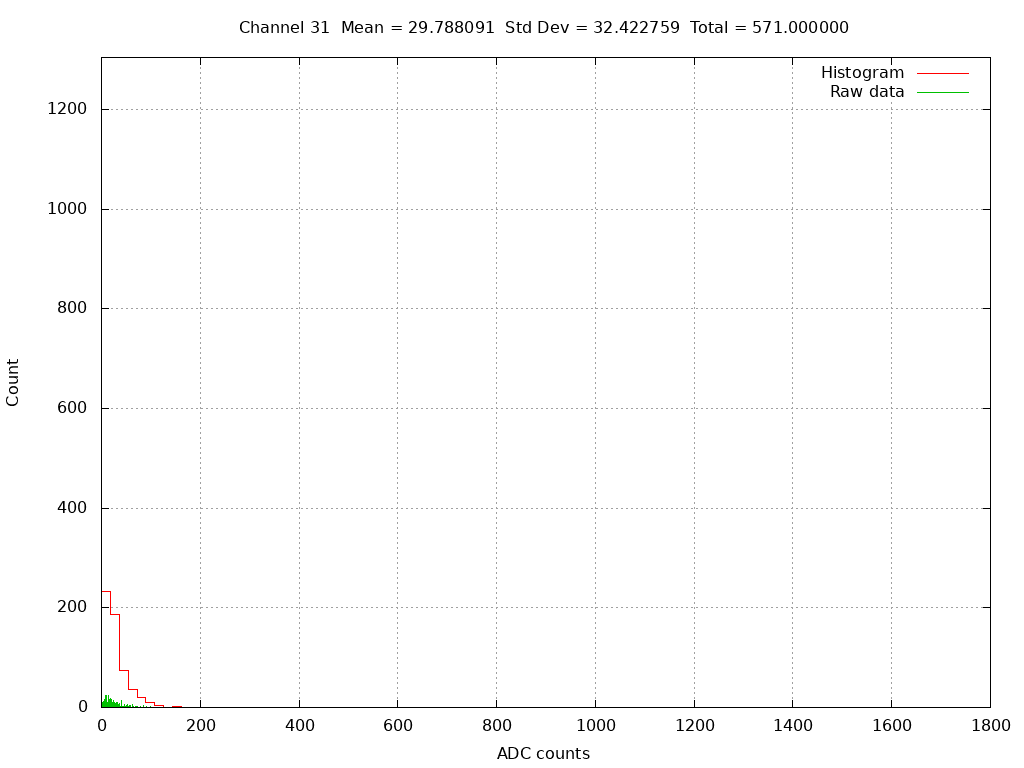 Channel 31  Mean = 29.788091  Std Dev = 32.422759  Total = 571.000000
Histogram
Raw data
1200
1000
800
600
400
200
0
Count
0 200 400 600 800 1000 1200 1400 1600 1800
ADC counts